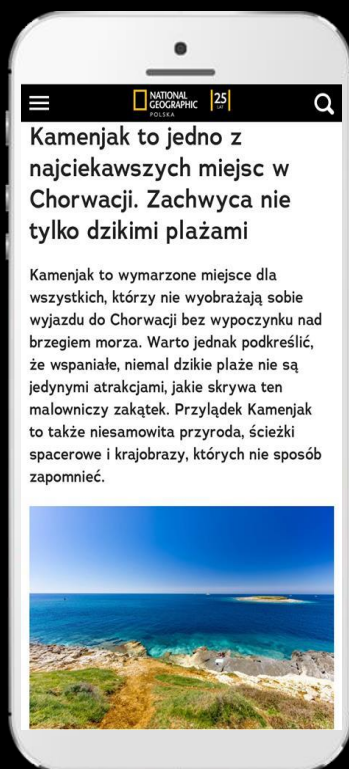 NATIONAL
GEOGRAPHIC
POLSKA
25
LAT
Kamenjak to jedno z
najciekawszych miejsc w
Chorwacji. Zachwyca nie
tylko dzikimi plażami
Kamenjak to wymarzone miejsce dla
wszystkich, którzy nie wyobrażają sobie
wyjazdu do Chorwacji bez wypoczynku nad
brzegiem morza. Warto jednak podkreślić,
że wspaniałe, niemal dzikie plaże nie są
jedynymi atrakcjami, jakie skrywa ten
malowniczy zakątek. Przylądek Kamenjak
to także niesamowita przyroda, ścieżki
spacerowe i krajobrazy, których nie sposób
zapomnieć.